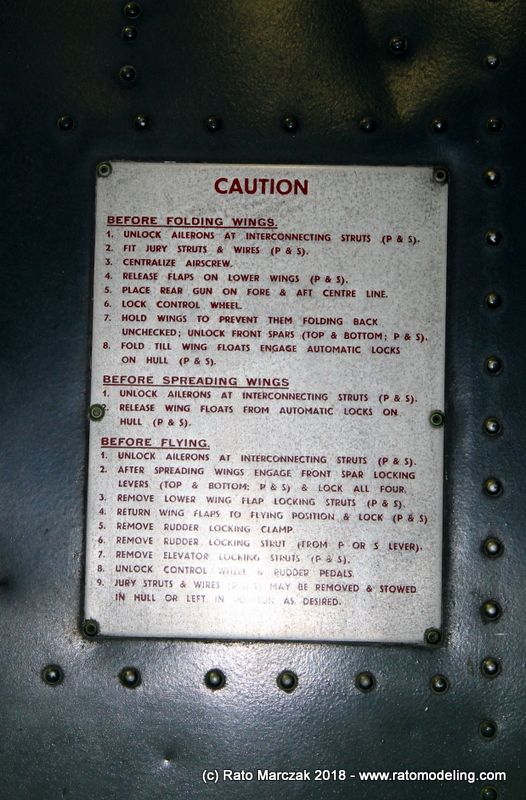 CAUTION
BEFORE FOLDING WINGS.
1. UNLOCK AILERONS AT INTERCONNECTING STRUTS (P & S).
2. FIT JURY STRUTS & WIRES (P & S).
3. CENTRALIZE AIRSCREW.
4. RELEASE FLAPS ON LOWER WINGS (P & S).
5. PLACE REAR GUN ON FORE & AFT CENTRE LINE.
6. LOCK CONTROL WHEEL.
7. HOLD WINGS TO PREVENT THEM FOLDING BACK
UNCHECKED; UNLOCK FRONT SPARS (TOP & BOTTOM; P & S).
8. FOLD TILL WING FLOATS ENGAGE AUTOMATIC LOCKS
ON HULL (P & S).
BEFORE SPREADING WINGS
1. UNLOCK AILERONS AT INTERCONNECTING STRUTS (P & S).
2. RELEASE WING FLOATS FROM AUTOMATIC LOCKS ON
HULL (P & S).
BEFORE FLYING.
1. UNLOCK AILERONS AT INTERCONNECTING STRUTS (P & S).
2. AFTER SPREADING WINGS ENGAGE FRONT SPAR LOCKING
LEVERS (TOP & BOTTOM; P & S) & LOCK ALL FOUR.
3. REMOVE LOWER WING FLAP LOCKING STRUTS (P & S).
4. RETURN WING FLAPS TO FLYING POSITION & LOCK (P & S)
5. REMOVE RUDDER LOCKING CLAMP.
6. REMOVE RUDDER LOCKING STRUT (FROM P OR S LEVER).
7. REMOVE ELEVATOR LOCKING STRUTS (P & S).
8. UNLOCK CONTROL WHEEL & RUDDER PEDALS.
9. JURY STRUTS & WIRES (P & S) MAY BE REMOVED & STOWED
IN HULL OR LEFT IN POSITION AS DESIRED.
(c) Rato Marczak 2018 - www.ratomodeling.com